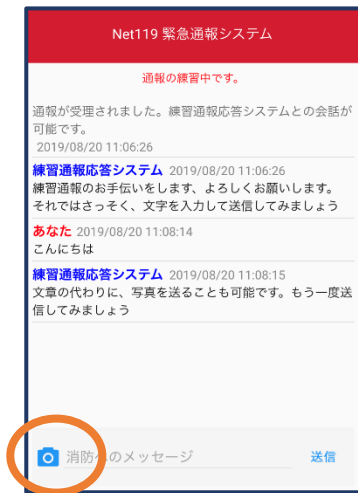 Net119 緊急通報システム
通報の練習中です。
通報が受理されました。練習通報応答システムとの会話が
可能です。
2019/08/20 11:06:26
練習通報応答システム 2019/08/20 11:06:26
練習通報のお手伝いをします、よろしくお願いします。
それではさっそく、文字を入力して送信してみましょう
あなた 2019/08/20 11:08:14
こんにちは
練習通報応答システム 2019/08/20 11:08:15
文章の代わりに、写真を送ることも可能です。もう一度送
信してみましょう
消防へのメッセージ 送信